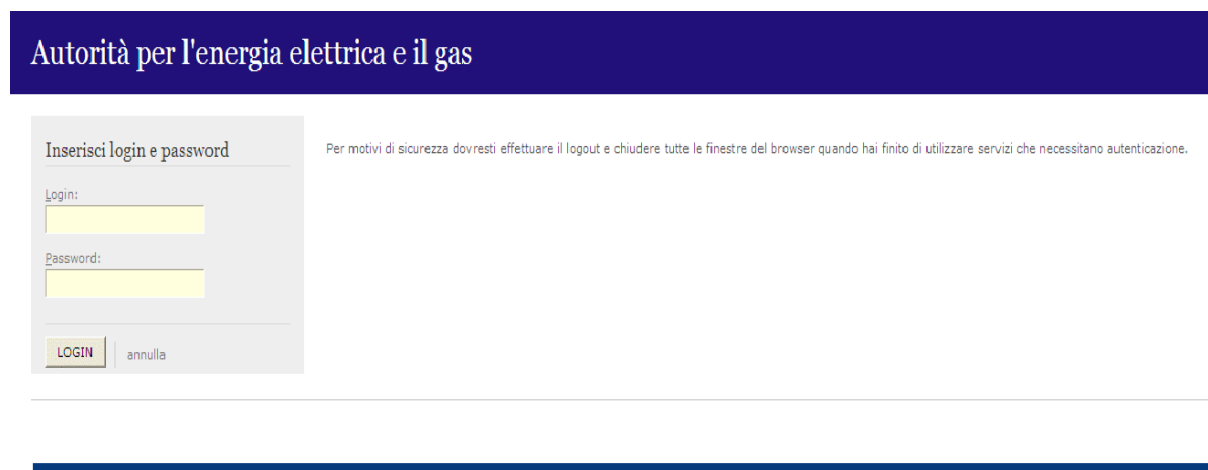 Autorità per l'energia elettrica e il gas
Inserisci login e password
Per motivi di sicurezza dovresti effettuare il logout e chiudere tutte le finestre del browser quando hai finito di utilizzare servizi che necessitano autenticazione.
Login:
Password:
LOGIN annulla